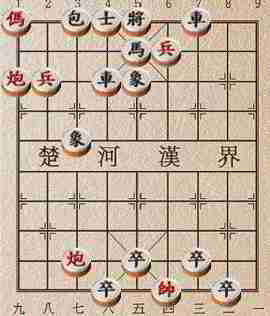 1 2 3 4 5 6 7 8 9
傌 包 士 將 車
馬 兵
炮 兵 車 象
象
楚 河 漢 界
炮 卒 卒
卒 帥 卒
九 八 七 六 五 四 三 二 一